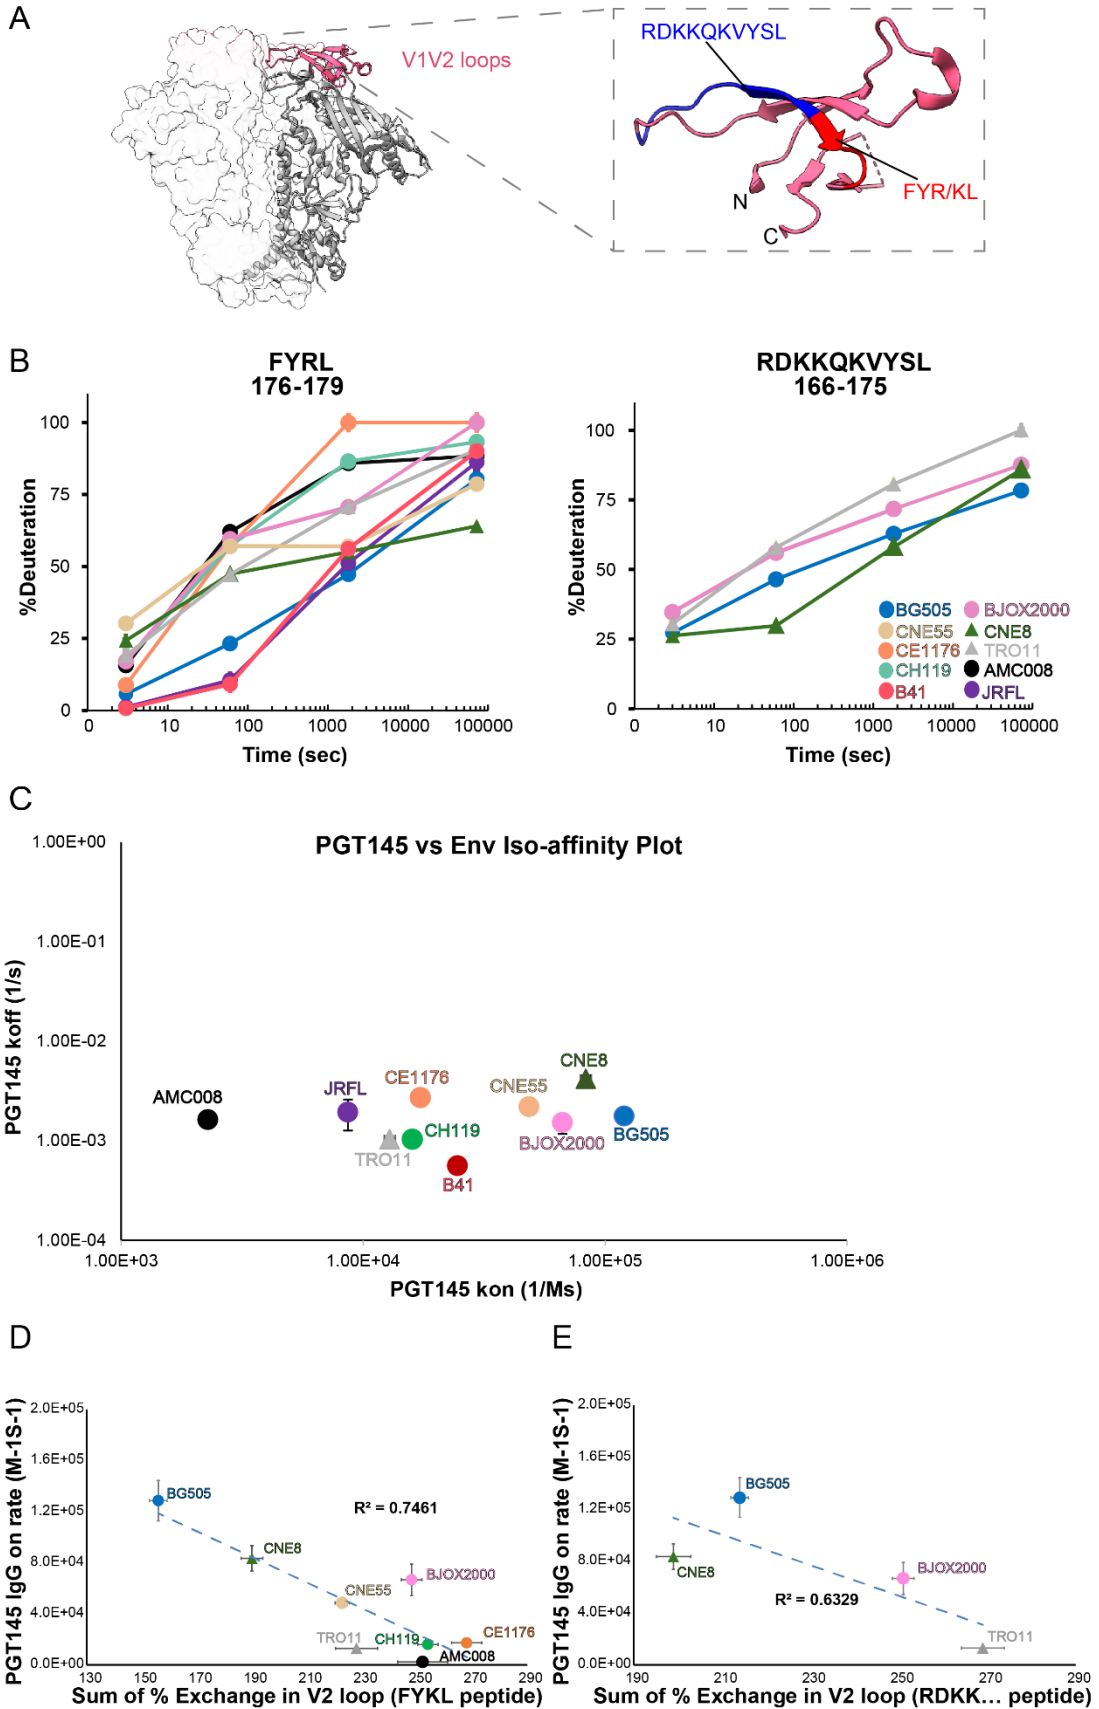 A
V1V2 loops
RDKKQKVYSL
FYR/KL
N
C
B
FYRL
176-179
%Deuteration
100
75
50
25
0
0
10
100
1000
10000
100000
Time (sec)
RDKKQKVYSL
166-175
%Deuteration
100
75
50
25
0
0
10
100
1000
10000
100000
Time (sec)
BG505
BJOX2000
CNE55
CNE8
CE1176
TRO11
CH119
AMC008
B41
JRFL
C
PGT145 vs Env Iso-affinity Plot
PGT145 koff (1/s)
1.00E+00
1.00E-01
1.00E-02
1.00E-03
1.00E-04
AMC008
JRFL
CE1176
CNE55
CNE8
CH119
TRO11
BJOX2000
BG505
B41
1.00E+03
1.00E+04
1.00E+05
1.00E+06
PGT145 kon (1/Ms)
D
PGT145 IgG on rate (M-1S-1)
2.0E+05
1.6E+05
1.2E+05
8.0E+04
4.0E+04
0.0E+00
BG505
R² = 0.7461
CNE8
BJOX2000
CNE55
TRO11
CH119
CE1176
AMC008
130
150
170
190
210
230
250
270
290
Sum of % Exchange in V2 loop (FYKL peptide)
E
PGT145 IgG on rate (M-1S-1)
2.0E+05
1.6E+05
1.2E+05
8.0E+04
4.0E+04
0.0E+00
BG505
CNE8
BJOX2000
R² = 0.6329
TRO11
190
210
230
250
270
290
Sum of % Exchange in V2 loop (RDKK... peptide)